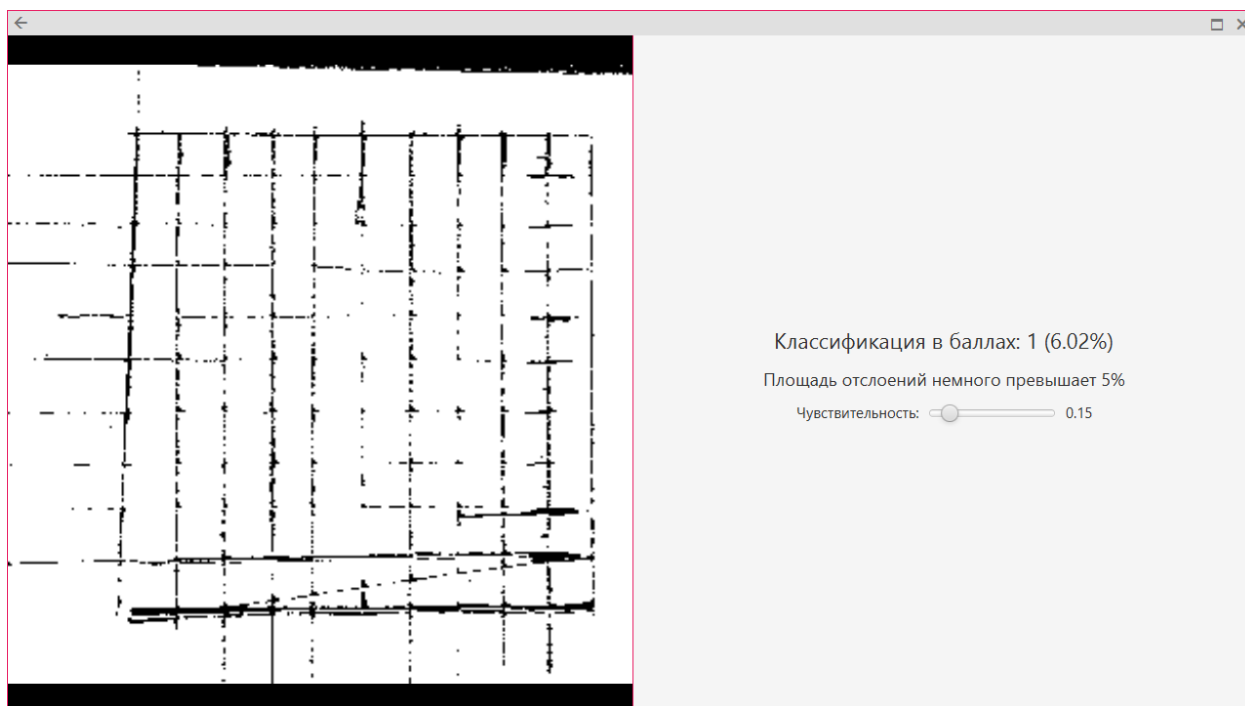 Классификация в баллах: 1 (6.02%)
Площадь отслоений немного превышает 5%
Чувствительность: 0.15